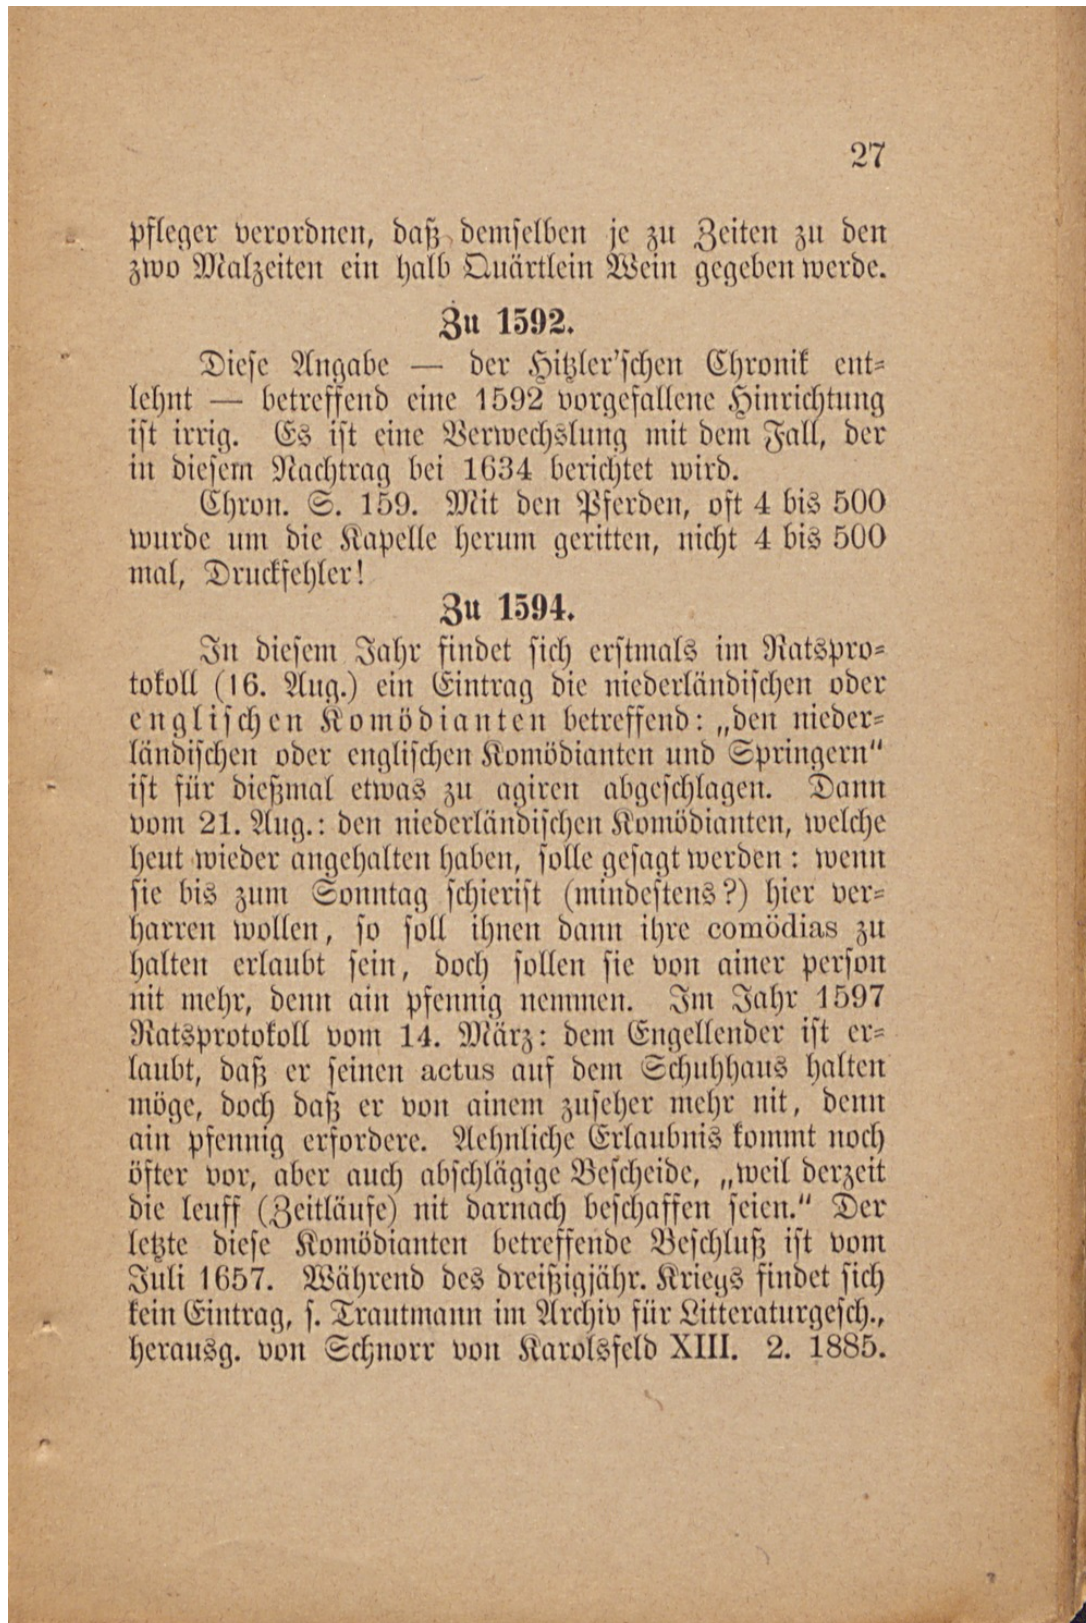 27
pfleger verordnen, daß demselben je zu Zeiten zu den
zwo Malzeiten ein halb Quärtlein Wein gegeben werde.
Zu 1592.
Diese Angabe — der Hitzler'schen Chronik ent-
lehnt — betreffend eine 1592 vorgefallene Hinrichtung
ist irrig. Es ist eine Verwechslung mit dem Fall, der
in diesem Nachtrag bei 1634 berichtet wird.
Chron. S. 159. Mit den Pferden, oft 4 bis 500
wurde um die Kapelle herum geritten, nicht 4 bis 500
mal, Druckfehler!
Zu 1594.
In diesem Jahr findet sich erstmals im Ratspro-
tokoll (16. Aug.) ein Eintrag die niederländischen oder
englischen Komödianten betreffend: „den nieder-
ländischen oder englischen Komödianten und Springern“
ist für dießmal etwas zu agiren abgeschlagen. Dann
vom 21. Aug.: den niederländischen Komödianten, welche
heut wieder angehalten haben, solle gesagt werden: wenn
sie bis zum Sonntag schierist (mindestens?) hier ver-
harren wollen, so soll ihnen dann ihre comödias zu
halten erlaubt sein, doch sollen sie von ainer person
nit mehr, denn ain pfennig nemmen. Im Jahr 1597
Ratsprotokoll vom 14. März: dem Engellender ist er-
laubt, daß er seinen actus auf dem Schuhhaus halten
möge, doch daß er von ainem zuseher mehr nit, denn
ain pfennig erfordere. Aehnliche Erlaubnis kommt noch
öfter vor, aber auch abschlägige Bescheide, „weil derzeit
die leuff (Zeitläufe) nit darnach beschaffen seien.“ Der
letzte diese Komödianten betreffende Beschluß ist vom
Juli 1657. Während des dreißigjähr. Kriegs findet sich
kein Eintrag, s. Trautmann im Archiv für Litteraturgesch.,
herausg. von Schnorr von Karolsfeld XIII. 2. 1885.